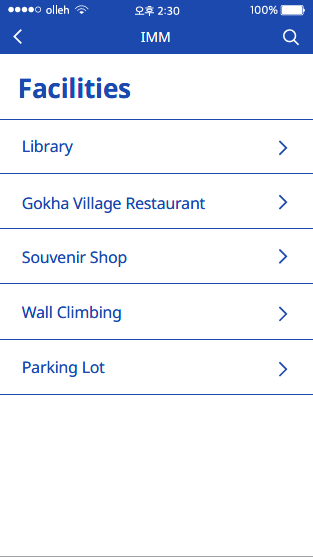 olleh 오후 2:30 100%
IMM
Facilities
Library
Gokha Village Restaurant
Souvenir Shop
Wall Climbing
Parking Lot